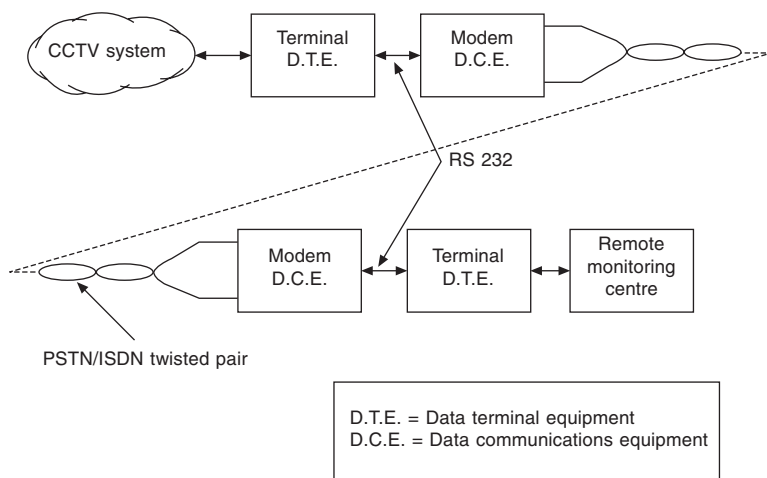 CCTV system
Terminal
D.T.E.
Modem
D.C.E.
RS 232
Modem
D.C.E.
Terminal
D.T.E.
Remote
monitoring
centre
PSTN/ISDN twisted pair
D.T.E. = Data terminal equipment
D.C.E. = Data communications equipment